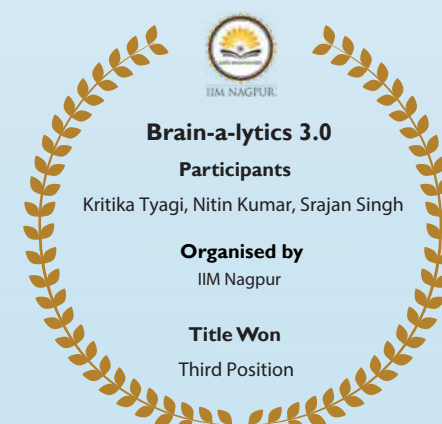 IIM NAGPUR
Brain-a-lytics 3.0
Participants
Kritika Tyagi, Nitin Kumar, Srajan Singh
Organised by
IIM Nagpur
Title Won
Third Position